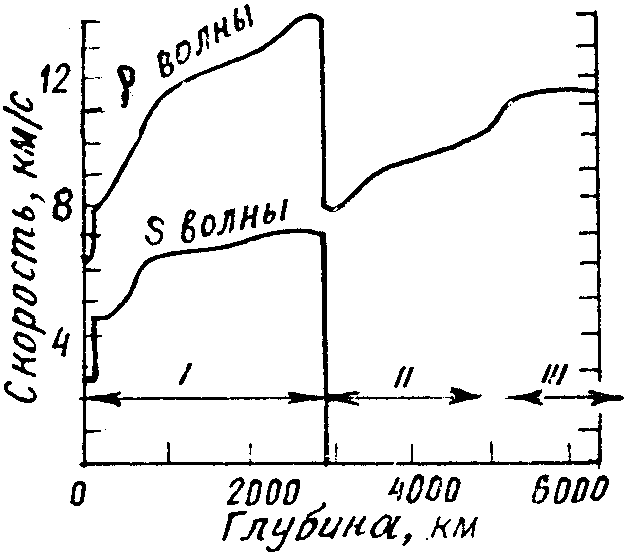 Скорость, км/с
12
8
4
P волны
S волны
I
II
III
0
2000
4000
6000
Глубина, км